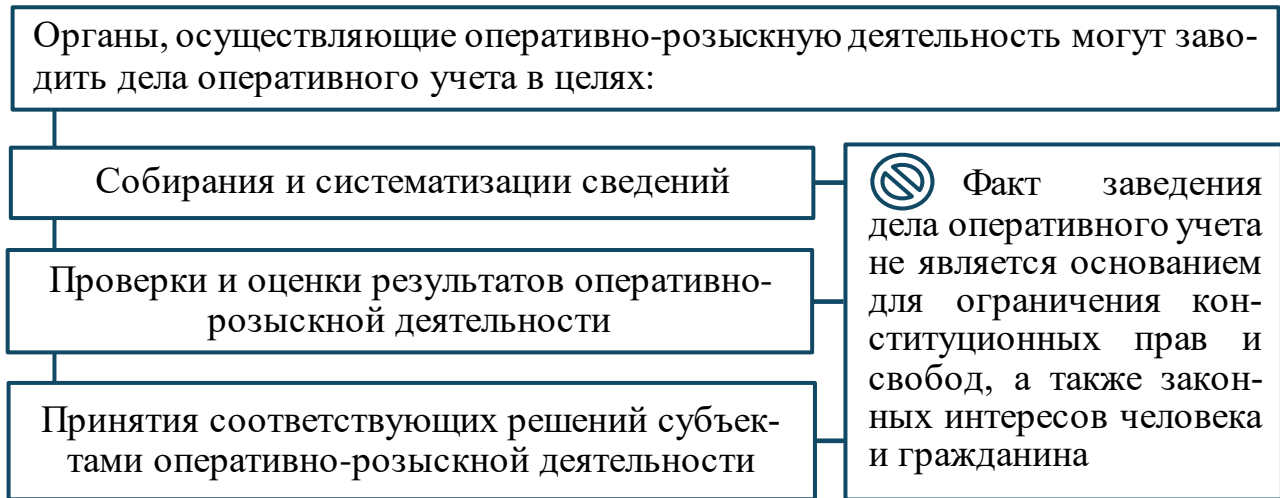 Органы, осуществляющие оперативно-розыскную деятельность могут заво-
дить дела оперативного учета в целях:
Собирания и систематизации сведений
Проверки и оценки результатов оперативно-
розыскной деятельности
Принятия соответствующих решений субъек-
тами оперативно-розыскной деятельности
Факт заведения
дела оперативного учета
не является основанием
для ограничения кон-
ституционных прав и
свобод, а также закон-
ных интересов человека
и гражданина